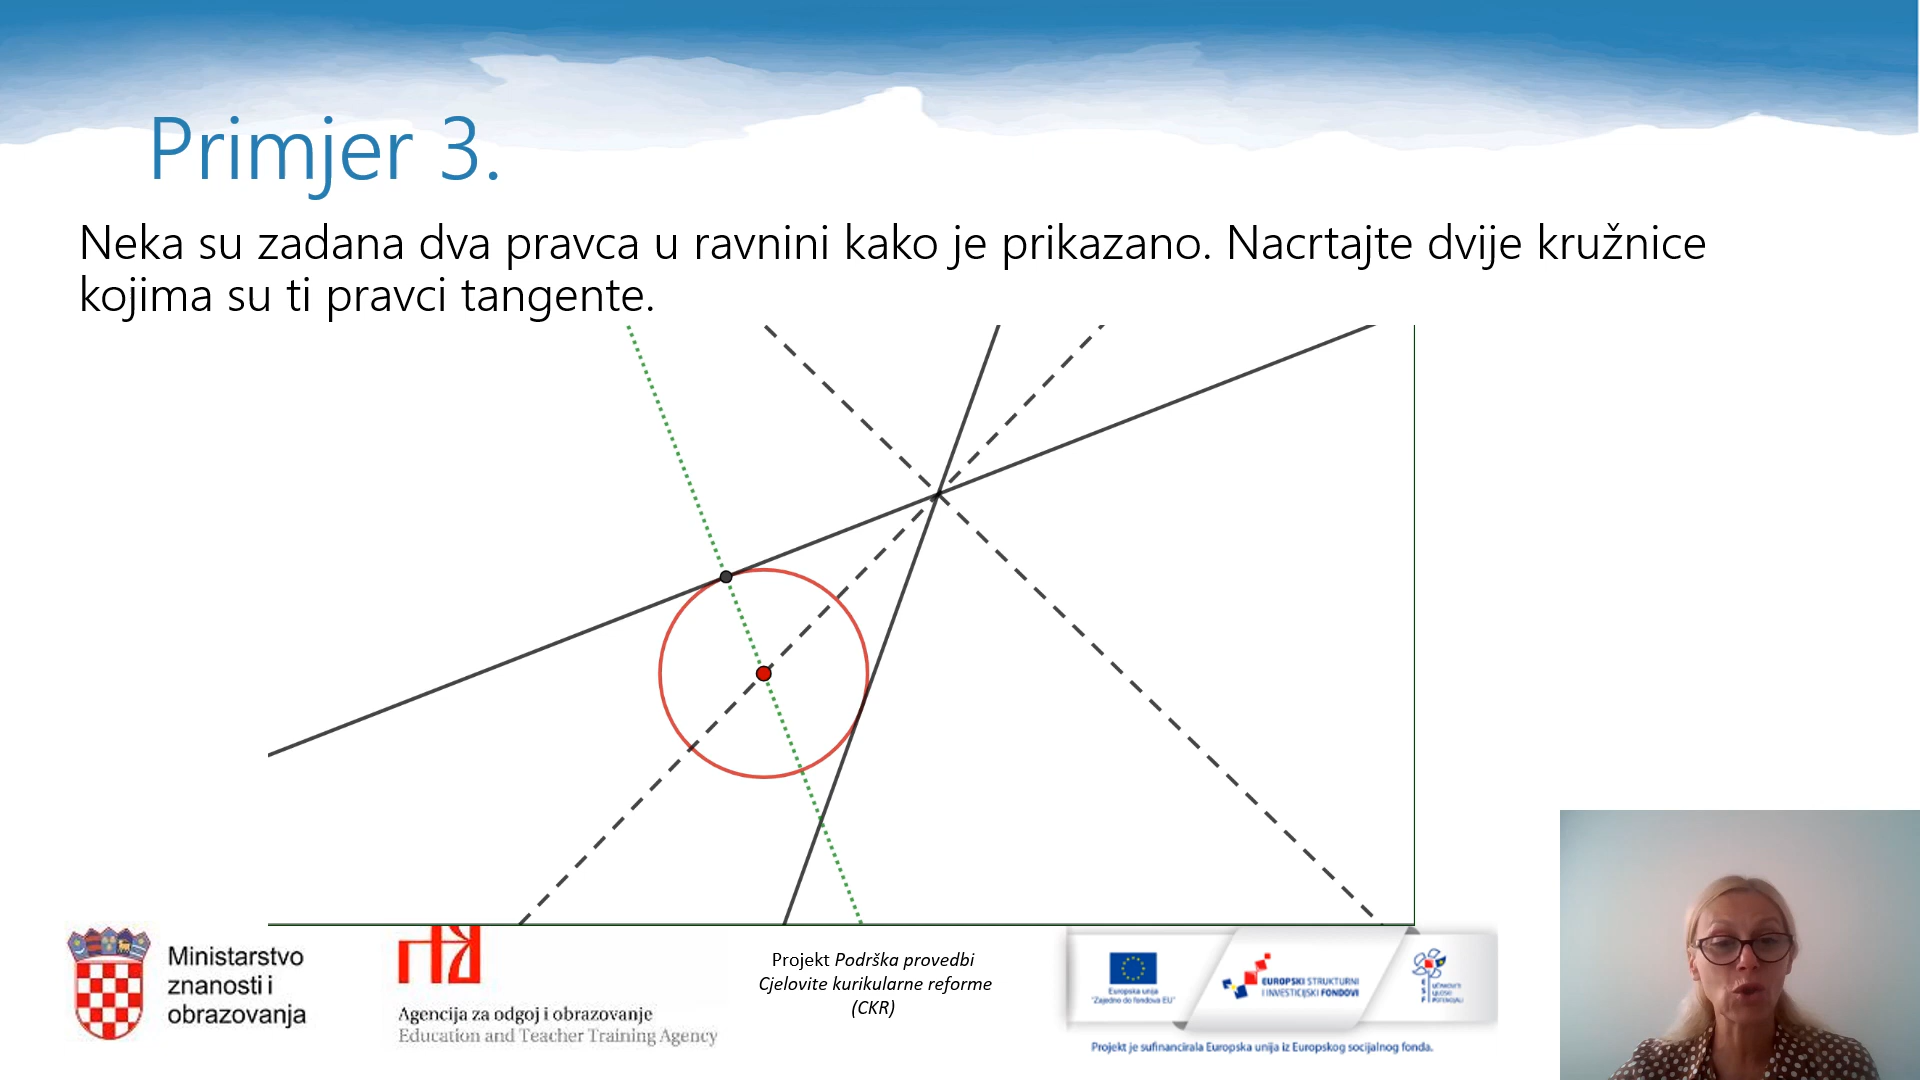 Primjer 3.
Neka su zadana dva pravca u ravnini kako je prikazano. Nacrtajte dvije kružnice
kojima su ti pravci tangente.
Ministarstvo
znanosti i
obrazovanja
Agencija za odgoj i obrazovanje
Education and Teacher Training Agency
Projekt Podrška provedbi
Cjelovite kurikularne reforme
(CKR)
Europska unija
"Zajedno do fondova EU"
EUROPSKI STRUKTURNI
I INVESTICIJSKI FONDOVI
Projekt je sufinancirala Europska unija iz Europskog socijalnog fonda.